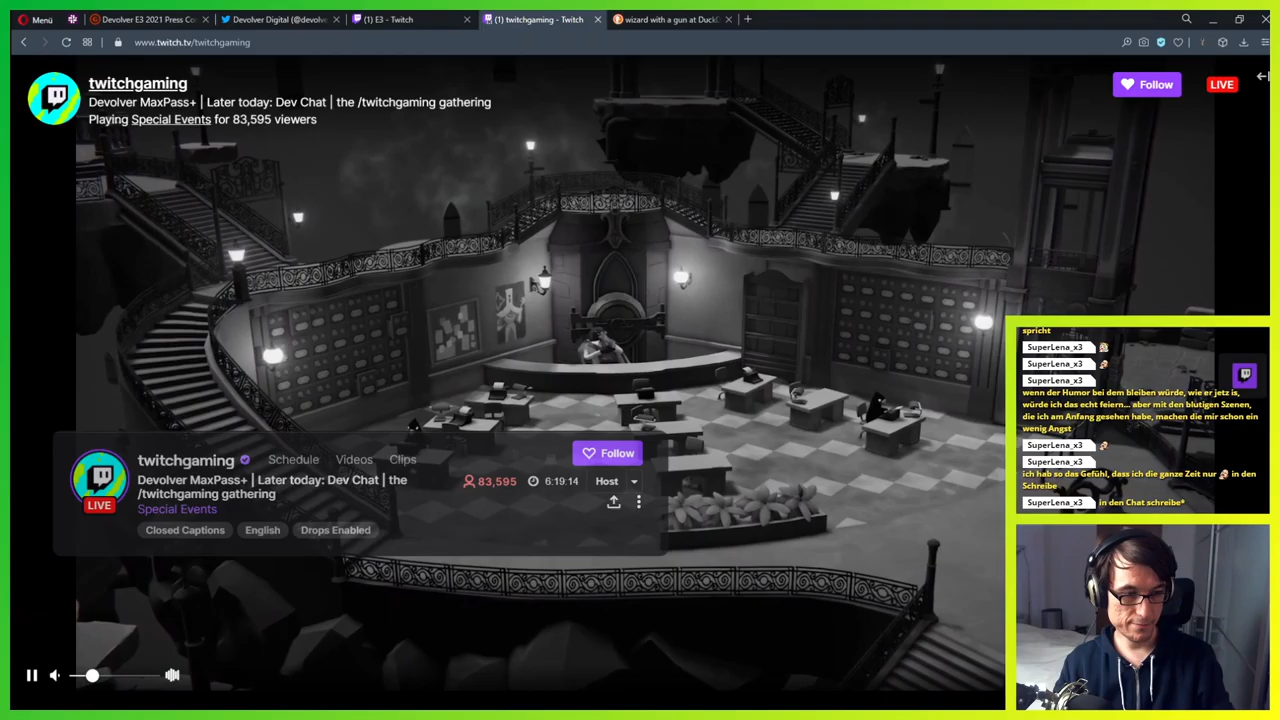 Menü
Devolver E3 2021 Press Co
Devolver Digital (@devolve
(1) E3 - Twitch
(1) twitchgaming - Twitch
wizard with a gun at DuckD
www.twitch.tv/twitchgaming
twitchgaming
Devolver MaxPass+ | Later today: Dev Chat | the /twitchgaming gathering
Playing Special Events for 83,595 viewers
Follow
LIVE
spricht
SuperLena_x3
SuperLena_x3
SuperLena_x3
wenn der Humor bei dem bleiben würde, wie er jetz is,
würde ich das echt feiern... aber mit den blutigen Szenen,
die ich am Anfang gesehen habe, machen die mir schon ein
wenig Angst
SuperLena_x3
SuperLena_x3
ich hab so das Gefühl, dass ich die ganze Zeit nur in den
Schreibe
SuperLena_x3 in den Chat schreibe*
twitchgaming Schedule Videos Clips
Follow
Devolver MaxPass+ | Later today: Dev Chat | the
/twitchgaming gathering
83,595 6:19:14 Host
Special Events
LIVE
Closed Captions English Drops Enabled